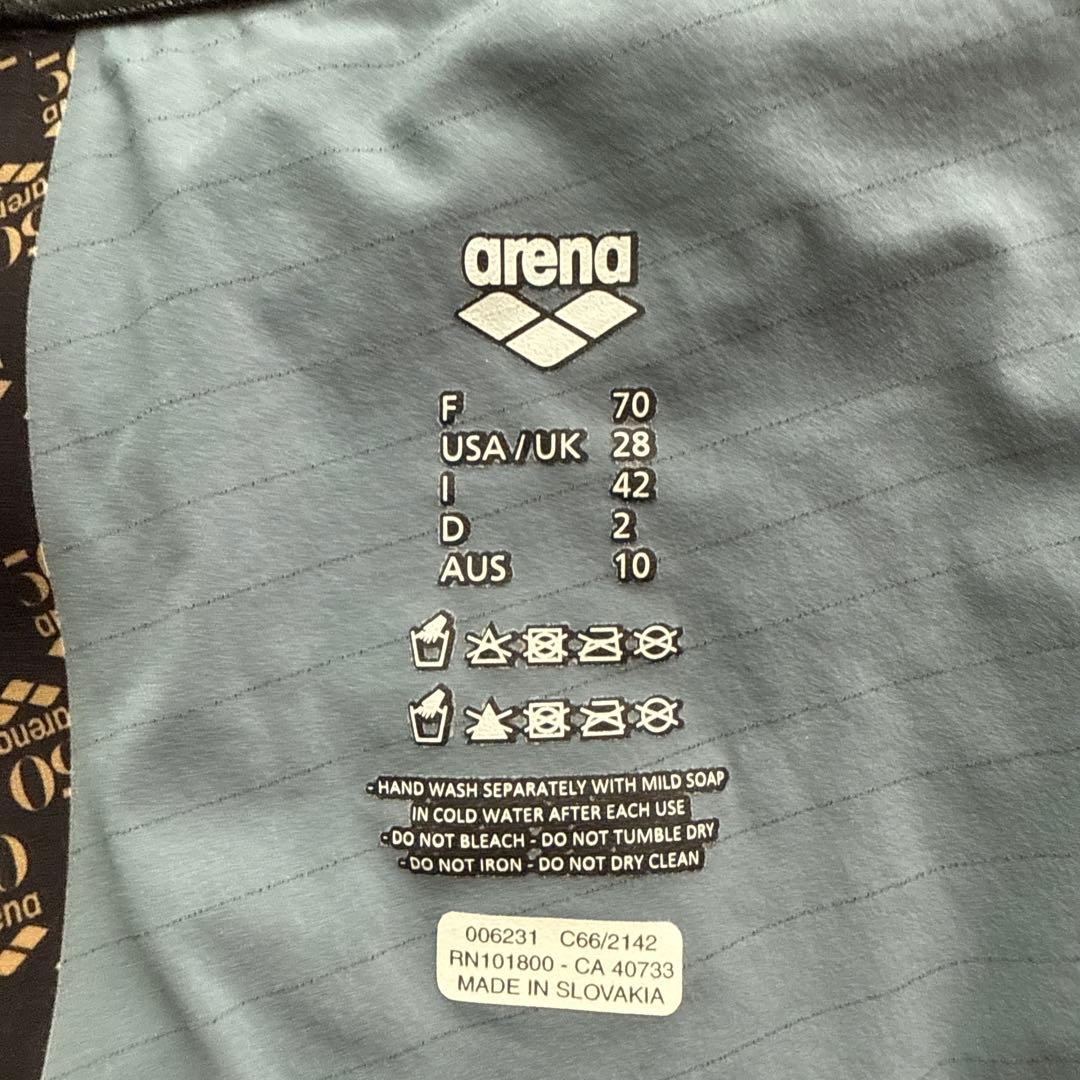 arena
F 70
USA/UK 28
I 42
D 2
AUS 10
- HAND WASH SEPARATELY WITH MILD SOAP
IN COLD WATER AFTER EACH USE
- DO NOT BLEACH - DO NOT TUMBLE DRY
- DO NOT IRON - DO NOT DRY CLEAN
006231 C66/2142
RN101800 - CA 40733
MADE IN SLOVAKIA
arena
50